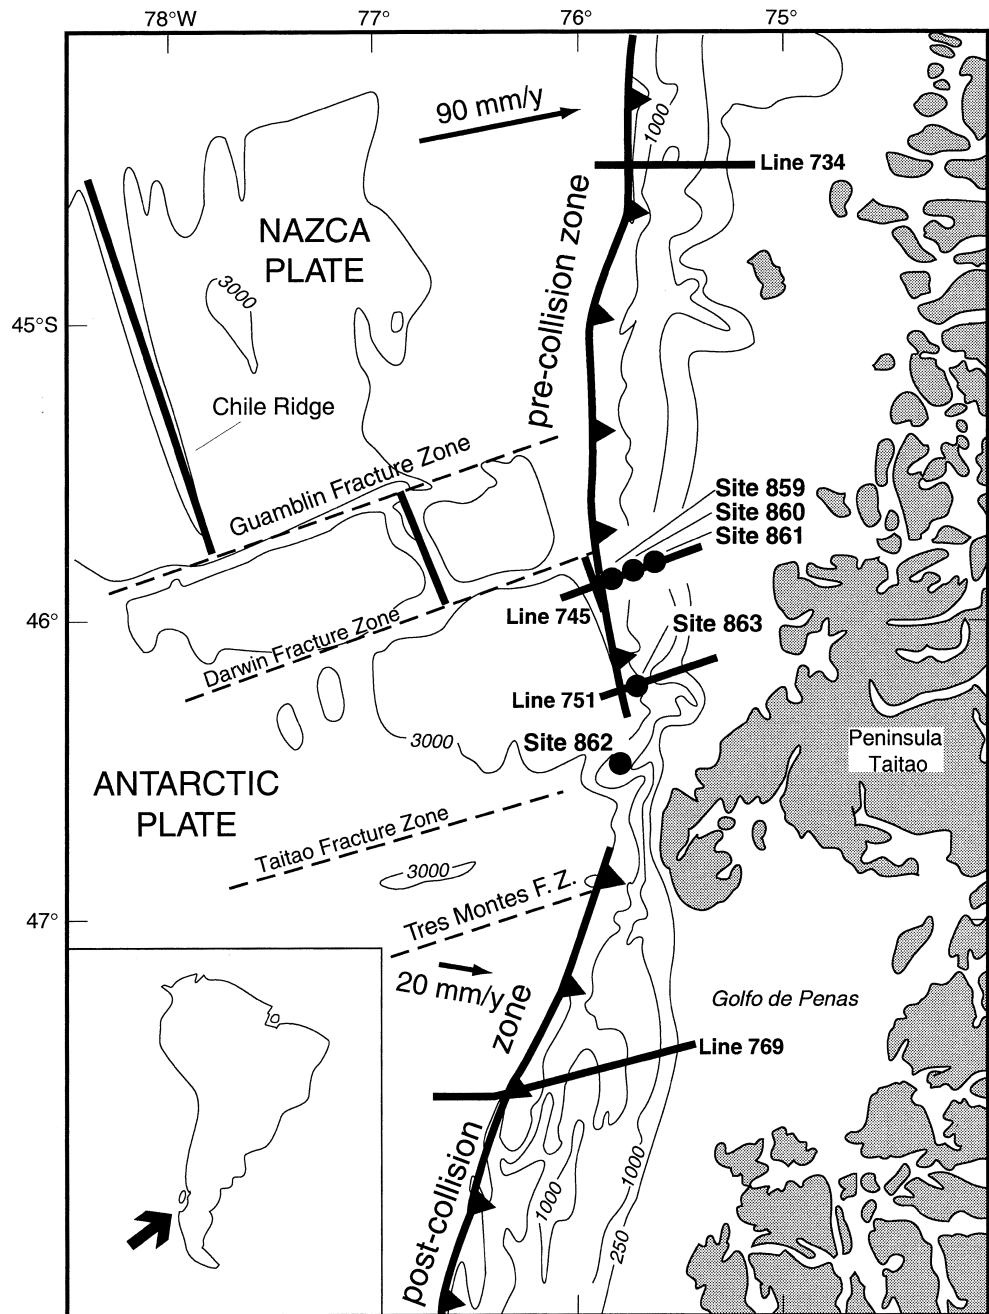 78°W 77° 76° 75°
90 mm/y
1000
Line 734
pre-collision zone
NAZCA
PLATE
3000
45°S
Chile Ridge
Guamblin Fracture Zone
Site 859
Site 860
Site 861
46°
Line 745
Site 863
Darwin Fracture Zone
Line 751
3000
Site 862
Peninsula
Taitao
ANTARCTIC
PLATE
Taitao Fracture Zone
3000
Tres Montes F. Z.
47°
20 mm/y
Golfo de Penas
Line 769
post-collision zone
1000
1000
250